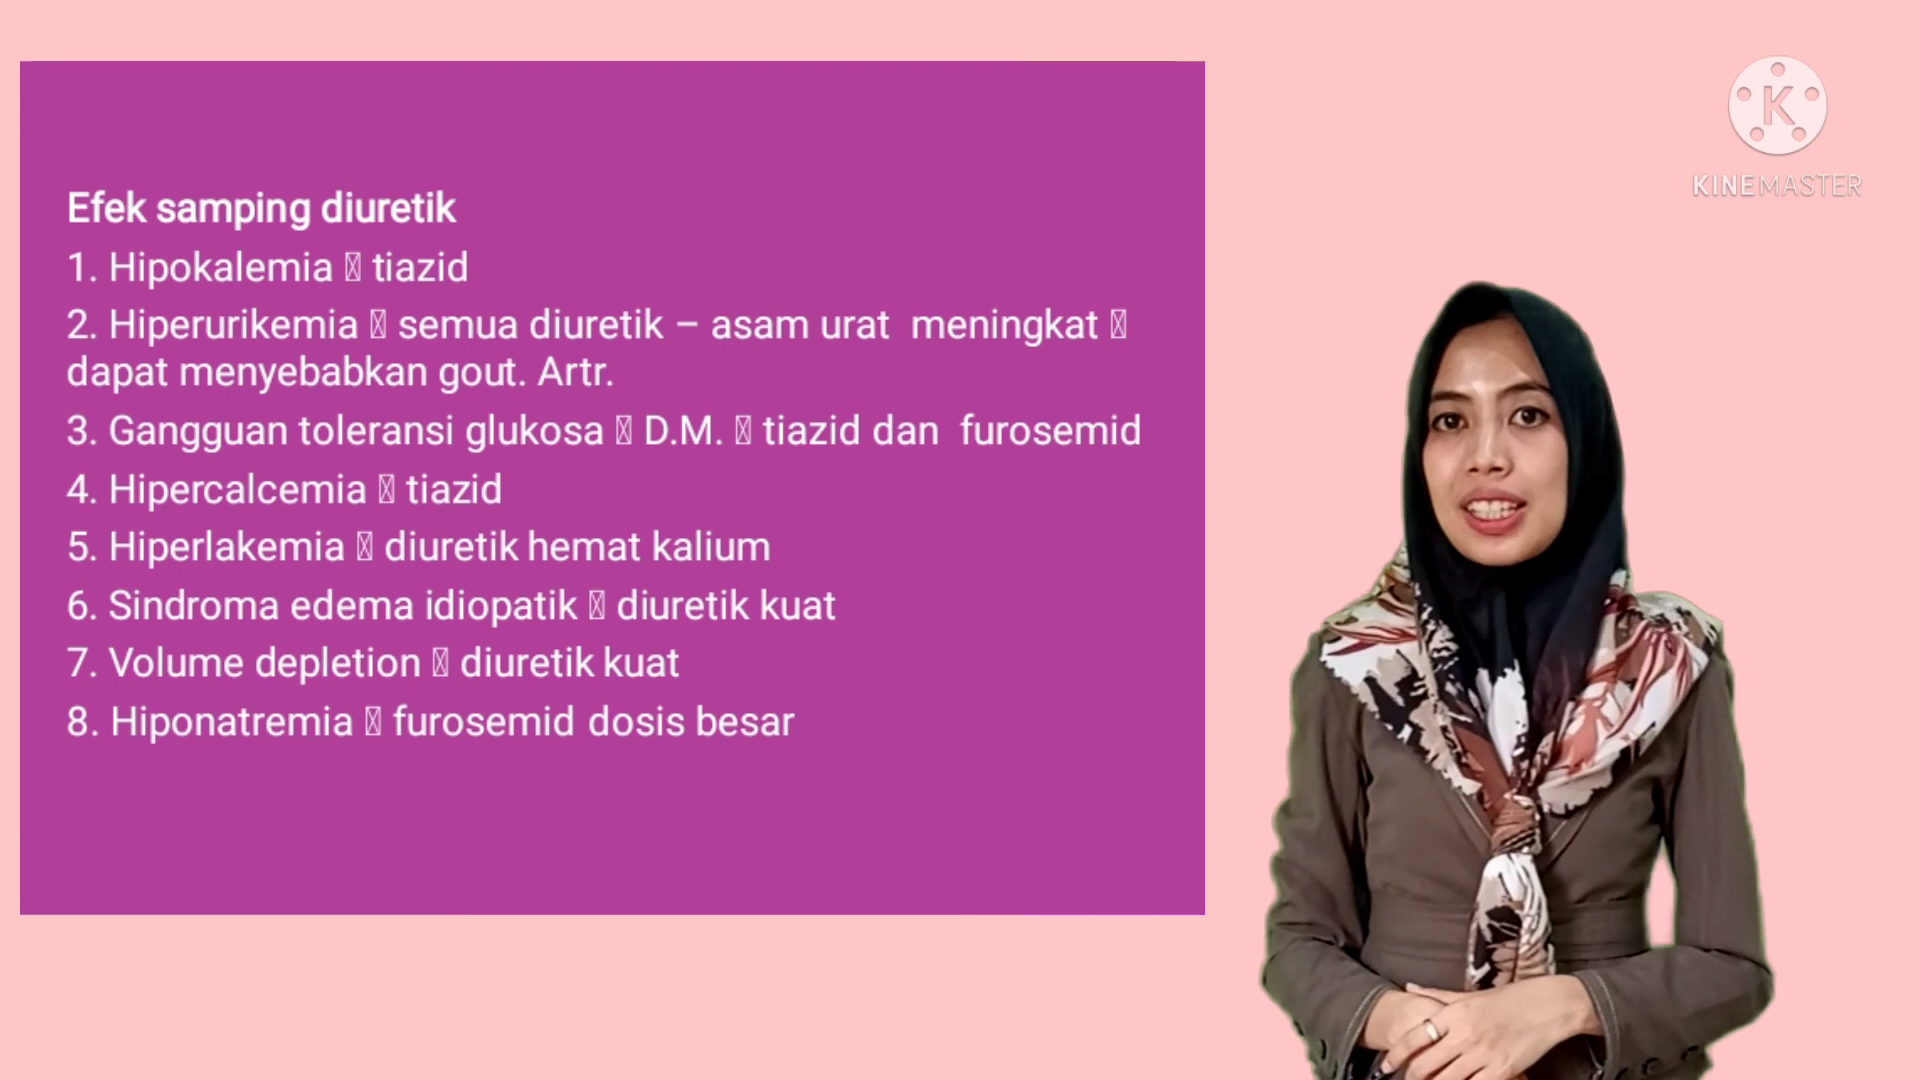 Efek samping diuretik
1. Hipokalemia  tiazid
2. Hiperurikemia  semua diuretik – asam urat  meningkat 
dapat menyebabkan gout. Artr.
3. Gangguan toleransi glukosa  D.M.  tiazid dan  furosemid
4. Hipercalcemia  tiazid
5. Hiperlakemia  diuretik hemat kalium
6. Sindroma edema idiopatik  diuretik kuat
7. Volume depletion  diuretik kuat
8. Hiponatremia  furosemid dosis besar
K
KINEMASTER